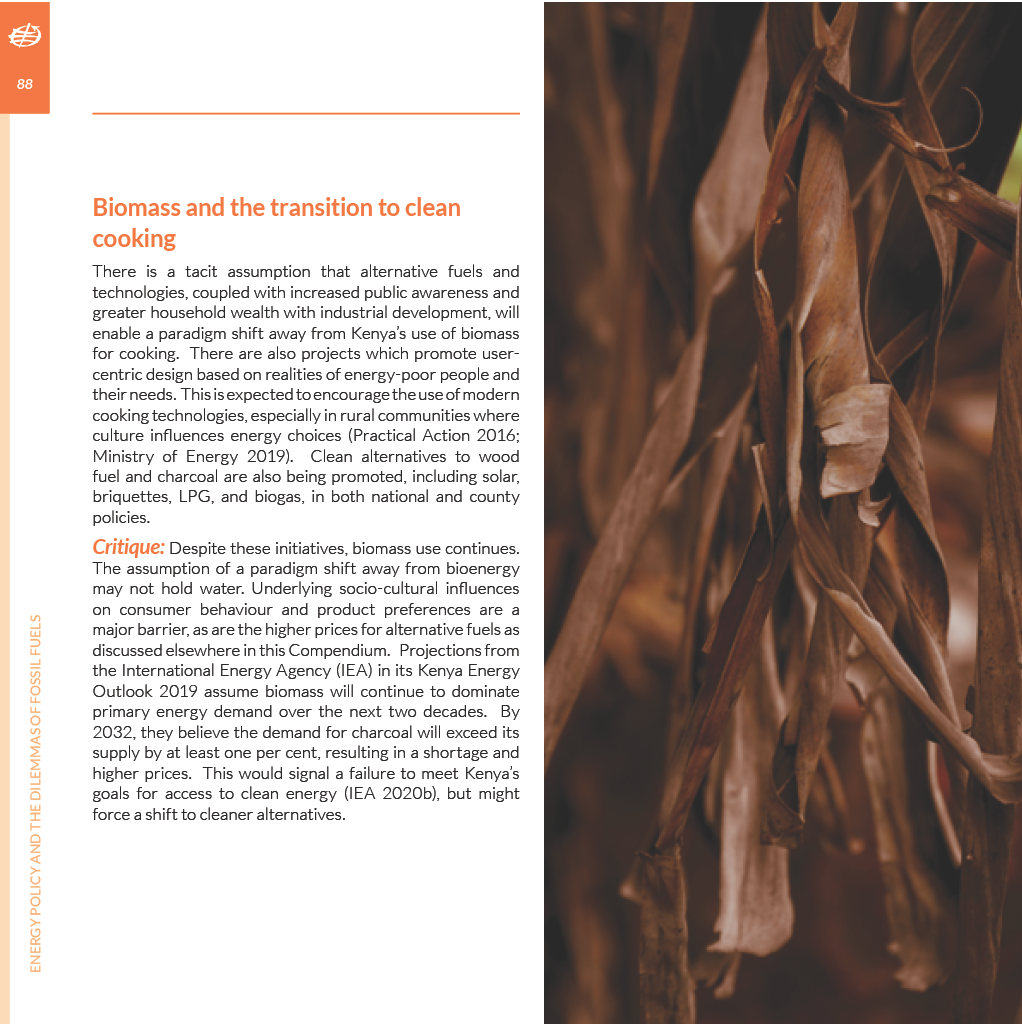 88
Biomass and the transition to clean
cooking
There is a tacit assumption that alternative fuels and
technologies, coupled with increased public awareness and
greater household wealth with industrial development, will
enable a paradigm shift away from Kenya's use of biomass
for cooking. There are also projects which promote user-
centric design based on realities of energy-poor people and
their needs. This is expected to encourage the use of modern
cooking technologies, especially in rural communities where
culture influences energy choices (Practical Action 2016;
Ministry of Energy 2019). Clean alternatives to wood
fuel and charcoal are also being promoted, including solar,
briquettes, LPG, and biogas, in both national and county
policies.
Critique: Despite these initiatives, biomass use continues.
The assumption of a paradigm shift away from bioenergy
may not hold water. Underlying socio-cultural influences
on consumer behaviour and product preferences are a
major barrier, as are the higher prices for alternative fuels as
discussed elsewhere in this Compendium. Projections from
the International Energy Agency (IEA) in its Kenya Energy
Outlook 2019 assume biomass will continue to dominate
primary energy demand over the next two decades. By
2032, they believe the demand for charcoal will exceed its
supply by at least one per cent, resulting in a shortage and
higher prices. This would signal a failure to meet Kenya's
goals for access to clean energy (IEA 2020b), but might
force a shift to cleaner alternatives.
ENERGY POLICY AND THE DILEMMAS OF FOSSIL FUELS